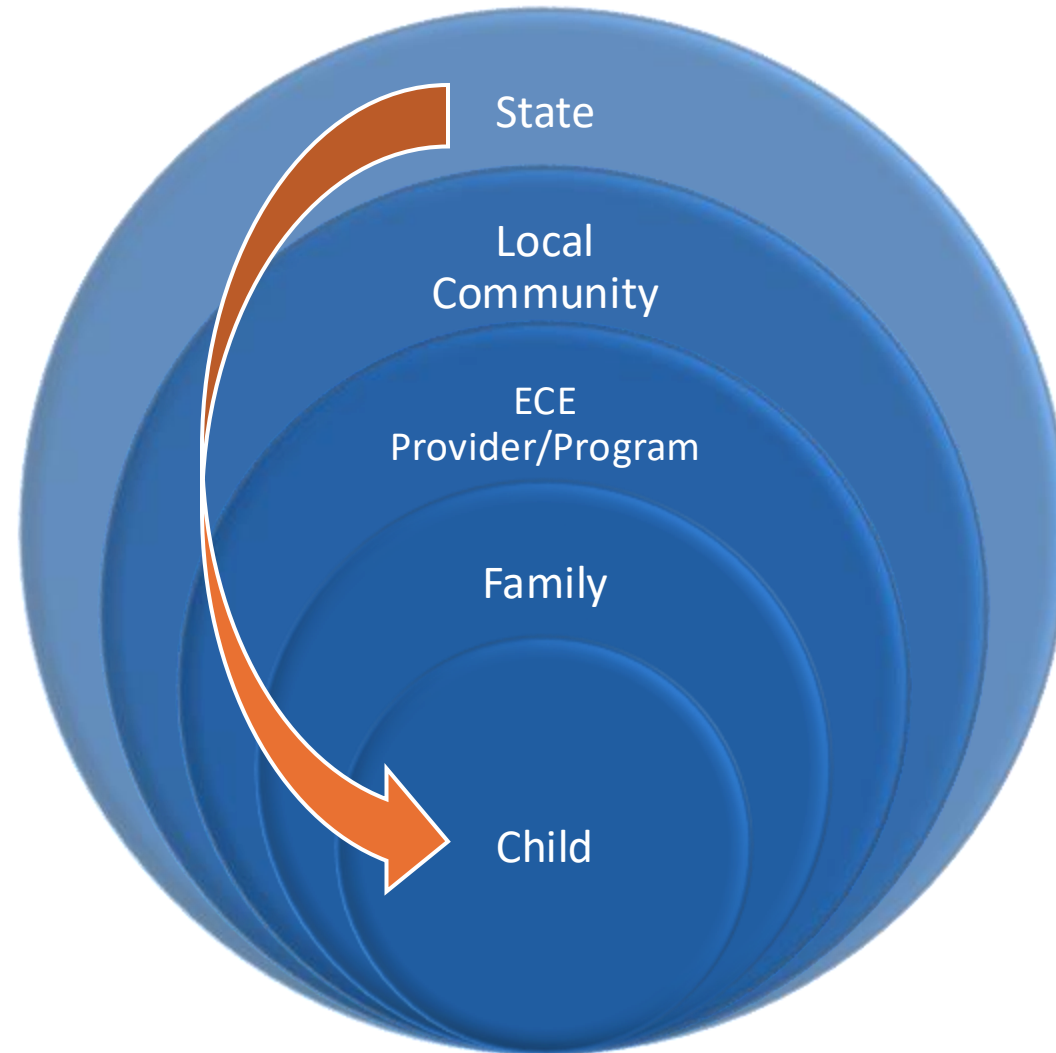 State
Local
Community
ECE
Provider/Program
Family
Child